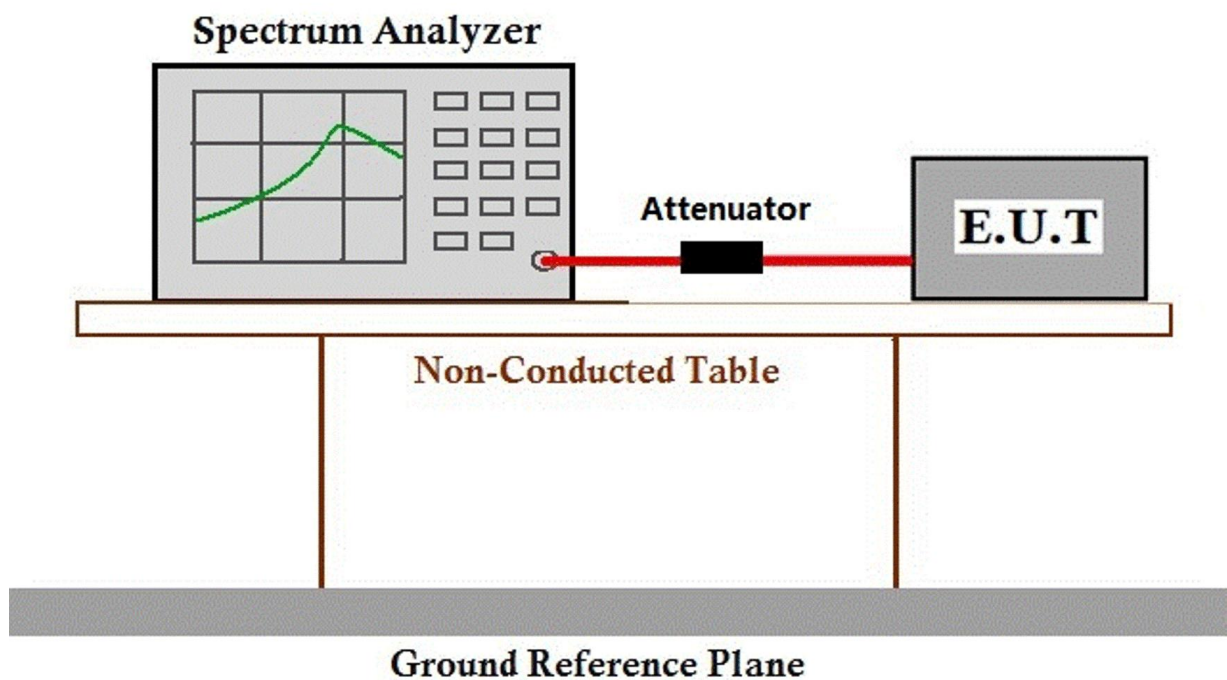 Spectrum Analyzer
Attenuator
E.U.T
Non-Conducted Table
Ground Reference Plane